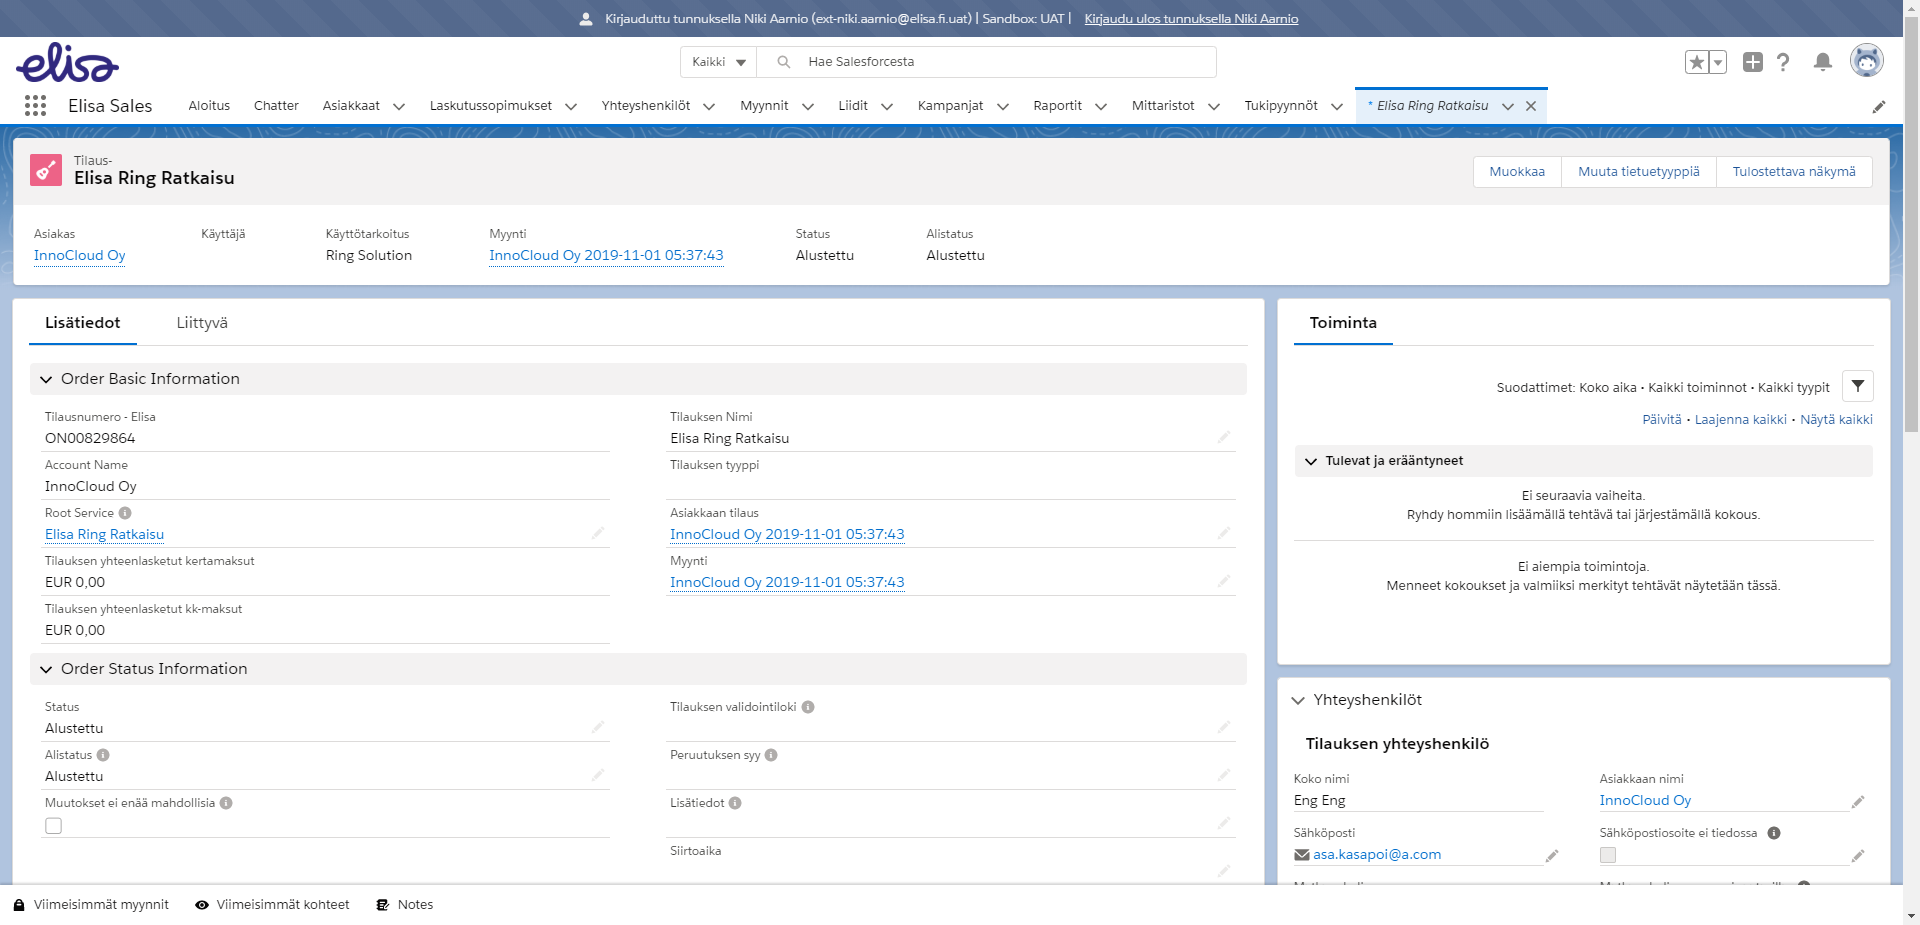 Kirjauduttu tunnuksella Niki Aarnio (ext-niki.aarnio@elisa.fi.uat) | Sandbox: UAT | Kirjaudu ulos tunnuksella Niki Aarnio
elisa
Kaikki
Hae Salesforcesta
Elisa Sales
Aloitus
Chatter
Asiakkaat
Laskutussopimukset
Yhteyshenkilöt
Myynnit
Liidit
Kampanjat
Raportit
Mittaristot
Tukipyynnöt
* Elisa Ring Ratkaisu
Tilaus-
Elisa Ring Ratkaisu
Muokkaa
Muuta tietuetyyppiä
Tulostettava näkymä
Asiakas
InnoCloud Oy
Käyttäjä
Käyttötarkoitus
Ring Solution
Myynti
InnoCloud Oy 2019-11-01 05:37:43
Status
Alustettu
Alistatus
Alustettu
Lisätiedot
Liittyvä
Order Basic Information
Tilausnumero - Elisa
ON00829864
Tilauksen Nimi
Elisa Ring Ratkaisu
Account Name
InnoCloud Oy
Tilauksen tyyppi
Root Service
Elisa Ring Ratkaisu
Asiakkaan tilaus
InnoCloud Oy 2019-11-01 05:37:43
Tilauksen yhteenlasketut kertamaksut
EUR 0,00
Myynti
InnoCloud Oy 2019-11-01 05:37:43
Tilauksen yhteenlasketut kk-maksut
EUR 0,00
Order Status Information
Status
Alustettu
Tilauksen validointiloki
Alistatus
Alustettu
Peruutuksen syy
Muutokset ei enää mahdollisia
Lisätiedot
Siirtoaika
Toiminta
Suodattimet: Koko aika • Kaikki toiminnot • Kaikki tyypit
Päivitä • Laajenna kaikki • Näytä kaikki
Tulevat ja erääntyneet
Ei seuraavia vaiheita.
Ryhdy hommiin lisäämällä tehtävä tai järjestämällä kokous.
Ei aiempia toimintoja.
Menneet kokoukset ja valmiiksi merkityt tehtävät näytetään tässä.
Yhteyshenkilöt
Tilauksen yhteyshenkilö
Koko nimi
Eng Eng
Asiakkaan nimi
InnoCloud Oy
Sähköposti
asa.kasapoi@a.com
Sähköpostiosoite ei tiedossa
Viimeisimmät myynnit
Viimeisimmät kohteet
Notes